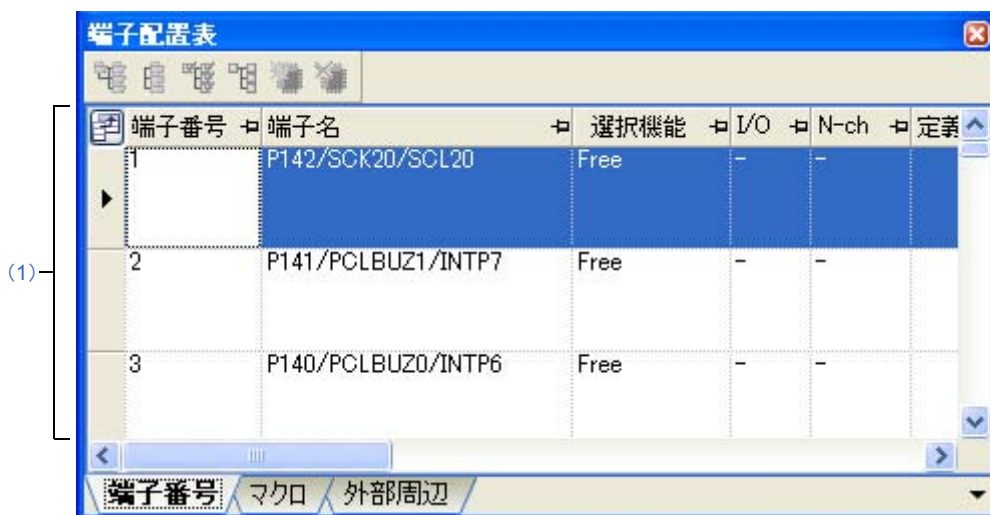 端子配置表
端子番号 端子名 選択機能 I/O N-ch 定義
1 P142/SCK20/SCL20 Free - -
(1)
2 P141/PCLBUZ1/INTP7 Free - -
3 P140/PCLBUZ0/INTP6 Free - -
端子番号 マクロ 外部周辺